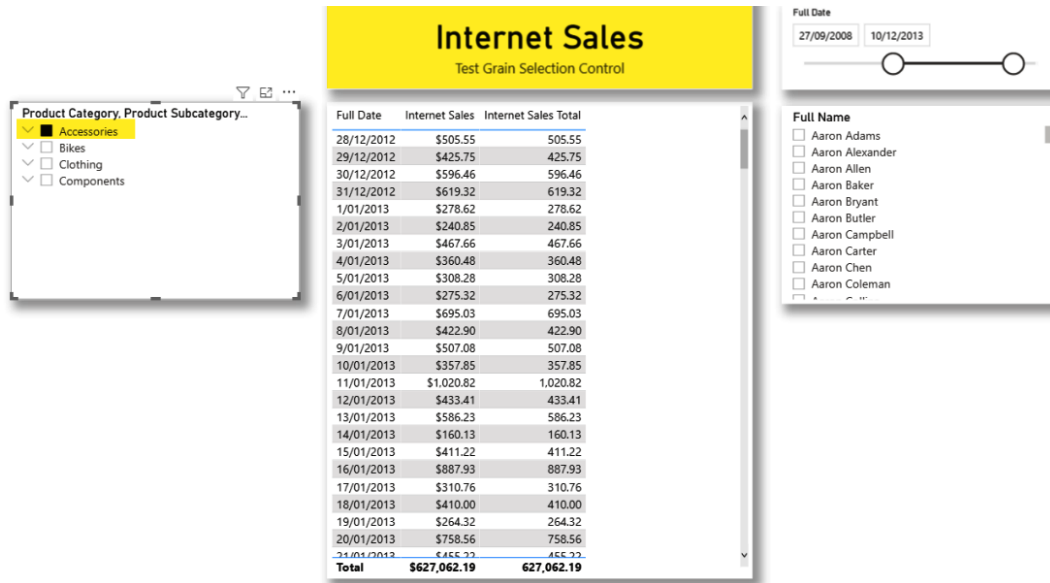 Internet Sales
Test Grain Selection Control
Product Category, Product Subcategory...
Accessories
Bikes
Clothing
Components
Full Date Internet Sales Internet Sales Total
28/12/2012 $505.55 505.55
29/12/2012 $425.75 425.75
30/12/2012 $596.46 596.46
31/12/2012 $619.32 619.32
1/01/2013 $278.62 278.62
2/01/2013 $240.85 240.85
3/01/2013 $467.66 467.66
4/01/2013 $360.48 360.48
5/01/2013 $308.28 308.28
6/01/2013 $275.32 275.32
7/01/2013 $695.03 695.03
8/01/2013 $422.90 422.90
9/01/2013 $507.08 507.08
10/01/2013 $357.85 357.85
11/01/2013 $1,020.82 1,020.82
12/01/2013 $433.41 433.41
13/01/2013 $586.23 586.23
14/01/2013 $160.13 160.13
15/01/2013 $411.22 411.22
16/01/2013 $887.93 887.93
17/01/2013 $310.76 310.76
18/01/2013 $410.00 410.00
19/01/2013 $264.32 264.32
20/01/2013 $758.56 758.56
21/01/2013 $455.22 455.22
Total $627,062.19 627,062.19
Full Date
27/09/2008 10/12/2013
Full Name
Aaron Adams
Aaron Alexander
Aaron Allen
Aaron Baker
Aaron Bryant
Aaron Butler
Aaron Campbell
Aaron Carter
Aaron Chen
Aaron Coleman